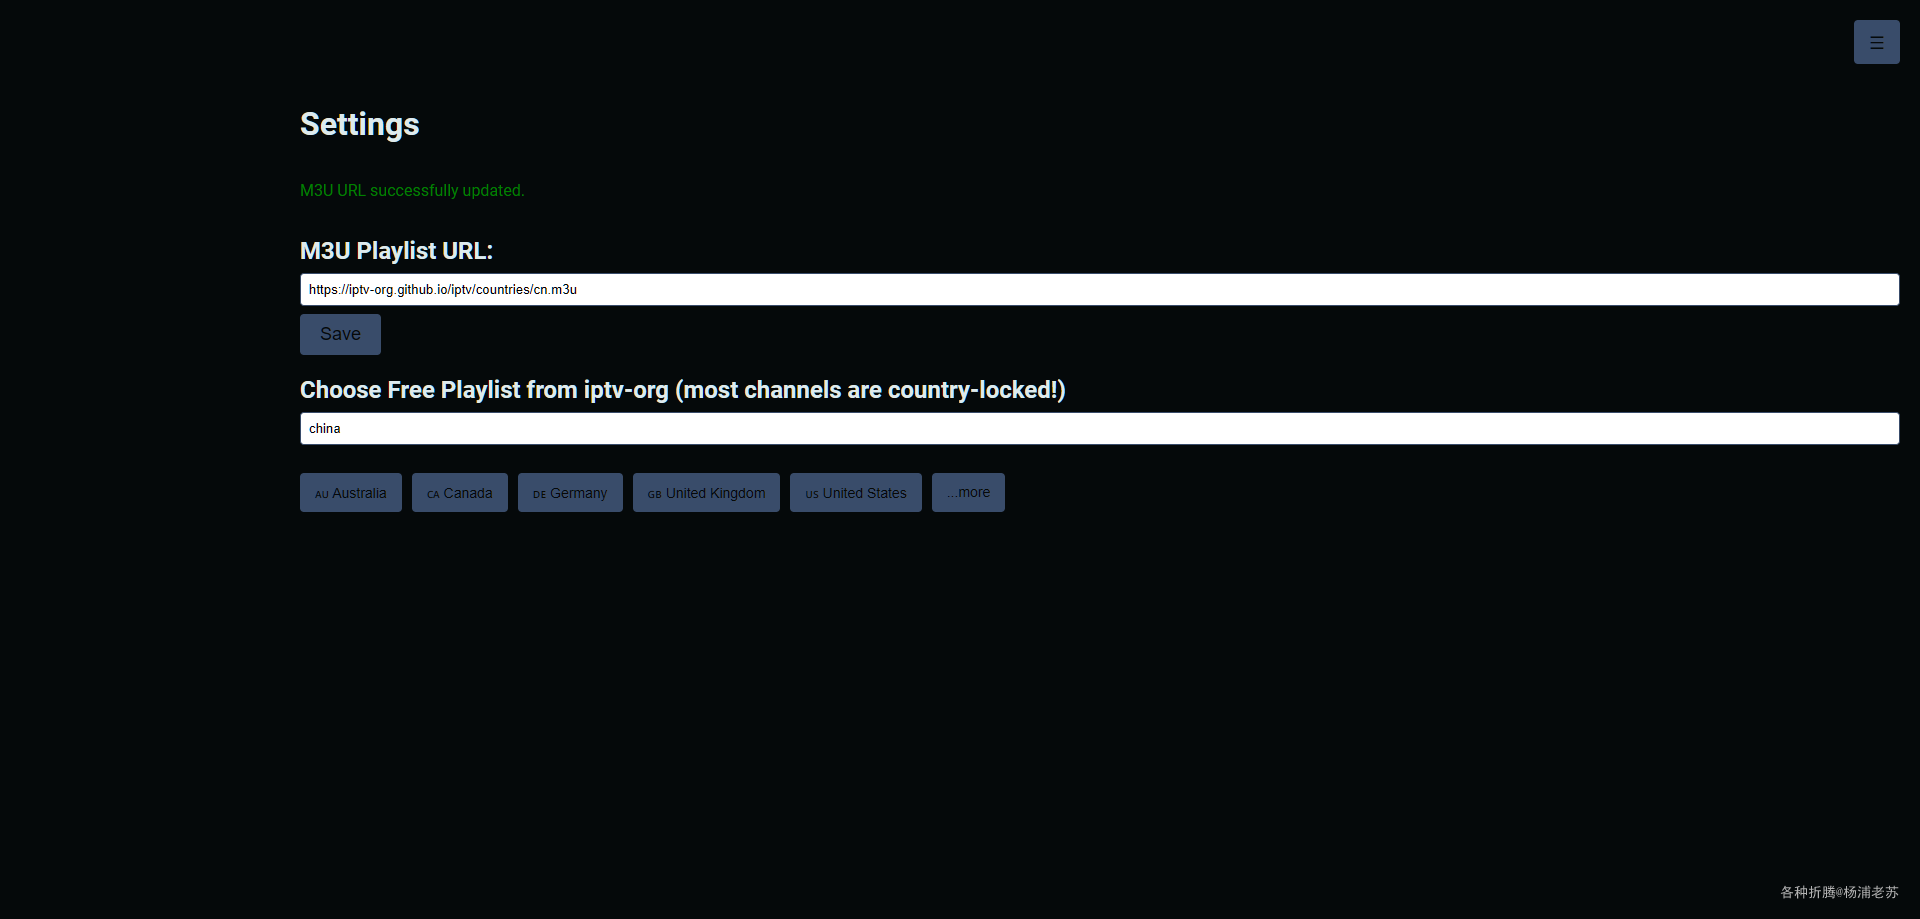 ☰
Settings
M3U URL successfully updated.
M3U Playlist URL:
https://iptv-org.github.io/iptv/countries/cn.m3u
Save
Choose Free Playlist from iptv-org (most channels are country-locked!)
china
AU Australia CA Canada DE Germany GB United Kingdom US United States ...more
各种折腾@杨浦老苏